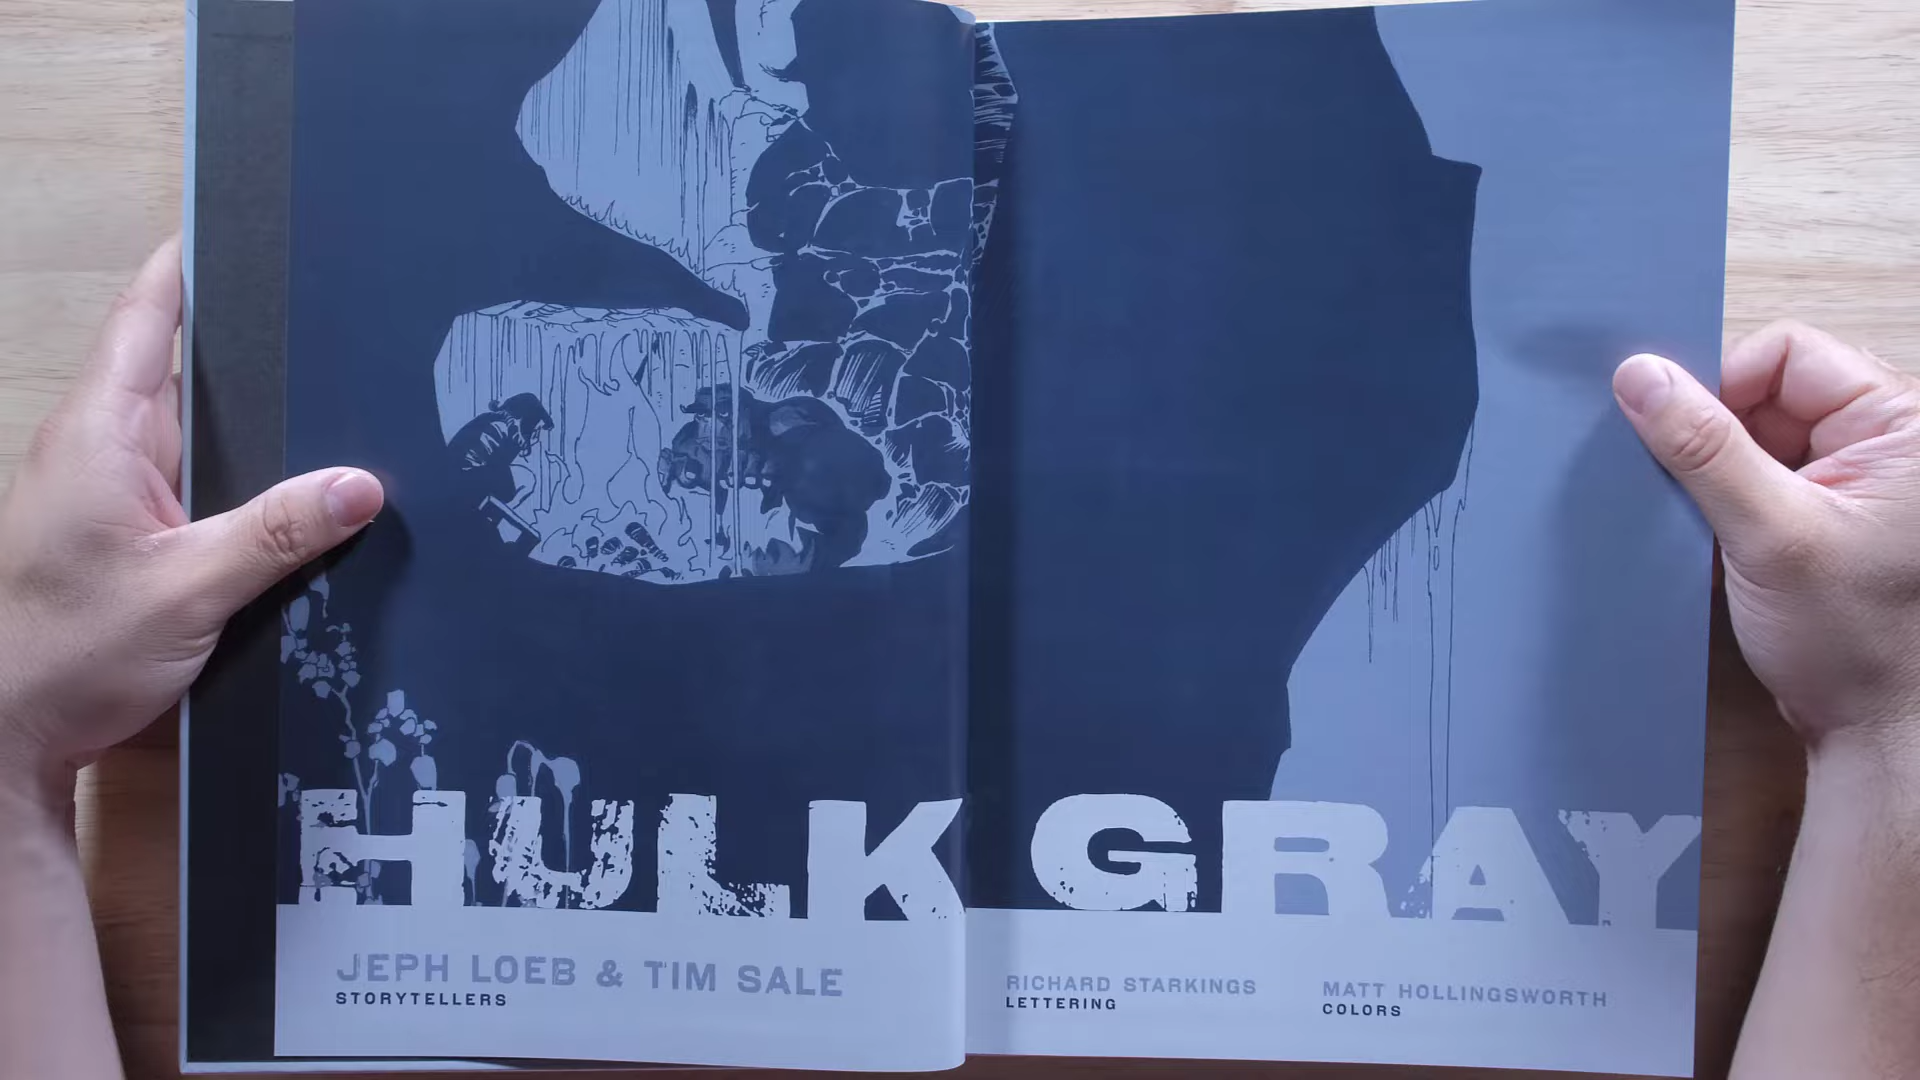 HULK GRAY
JEPH LOEB & TIM SALE
STORYTELLERS
RICHARD STARKINGS
LETTERING
MATT HOLLINGSWORTH
COLORS